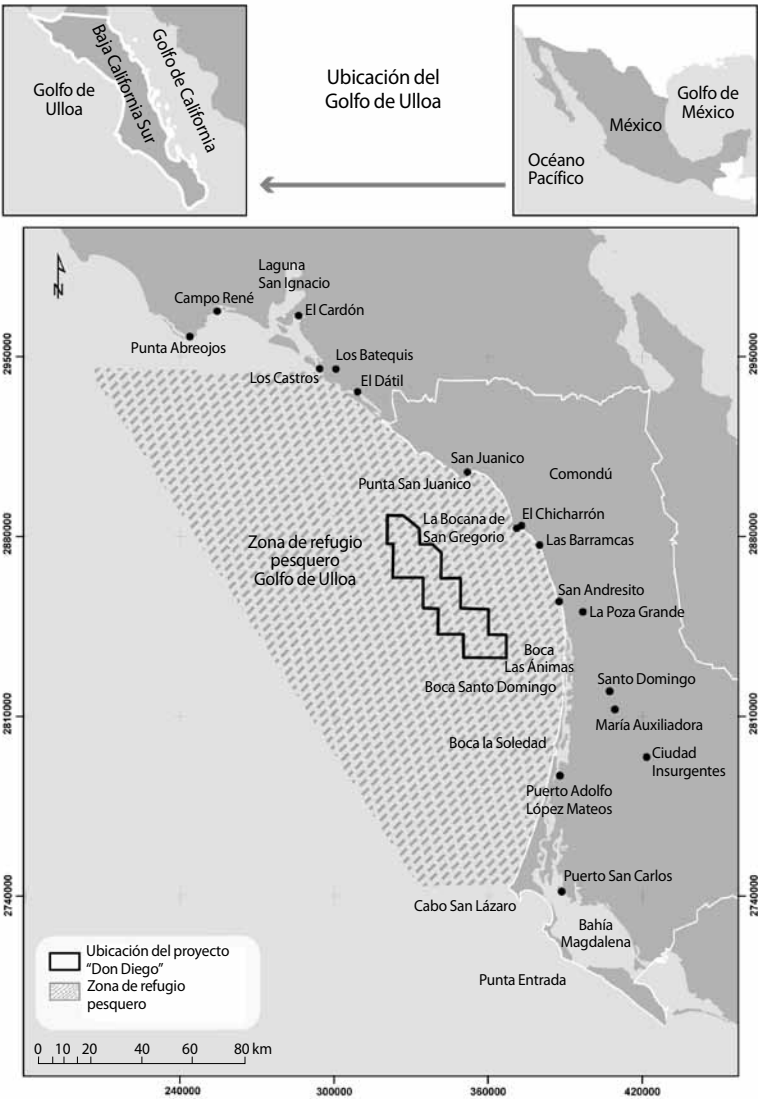 Golfo de
Ulloa
Baja California Sur
Golfo de California
Ubicación del
Golfo de Ulloa
Golfo de
México
México
Océano
Pacífico
N
Laguna
San Ignacio
Campo René
El Cardón
Punta Abreojos
Los Batequis
Los Castros
El Dátil
San Juanico
Punta San Juanico
Comondú
La Bocana de
San Gregorio
El Chicharrón
Las Barramcas
Zona de refugio
pesquero
Golfo de Ulloa
San Andresito
La Poza Grande
Boca
Las Ánimas
Boca Santo Domingo
Santo Domingo
María Auxiliadora
Boca la Soledad
Ciudad
Insurgentes
Puerto Adolfo
López Mateos
Puerto San Carlos
Cabo San Lázaro
Bahía
Magdalena
Punta Entrada
Ubicación del proyecto
“Don Diego”
Zona de refugio
pesquero
0 10 20 40 60 80 km
2950000
2880000
2810000
2740000
2950000
2880000
2810000
2740000
240000
300000
360000
420000